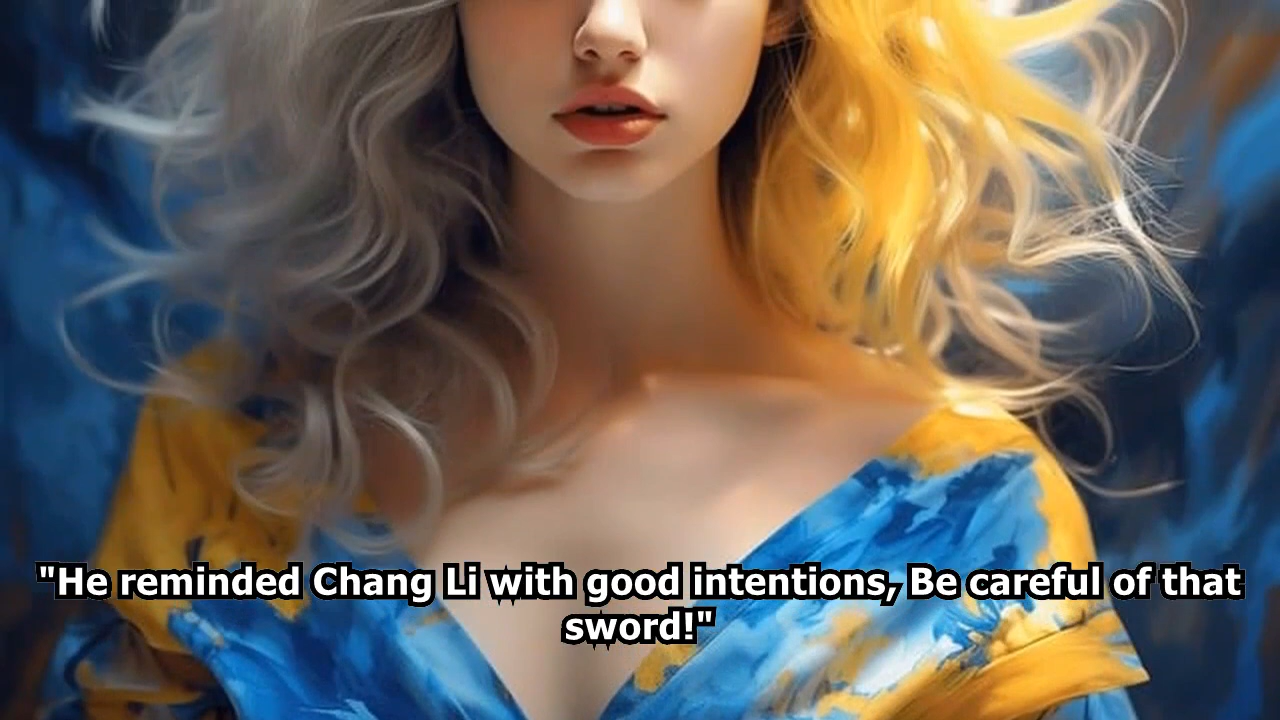 "He reminded Chang Li with good intentions, Be careful of that
sword!"